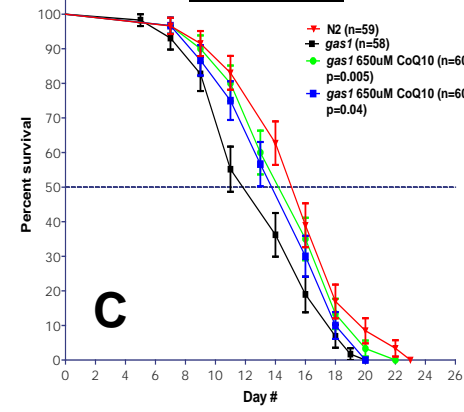 C
100
90
80
70
60
50
40
30
20
10
0
Percent survival
N2 (n=59)
gas1 (n=58)
gas1 650uM CoQ10 (n=60
p=0.005)
gas1 650uM CoQ10 (n=60
p=0.04)
C
0 2 4 6 8 10 12 14 16 18 20 22 24 26
Day #